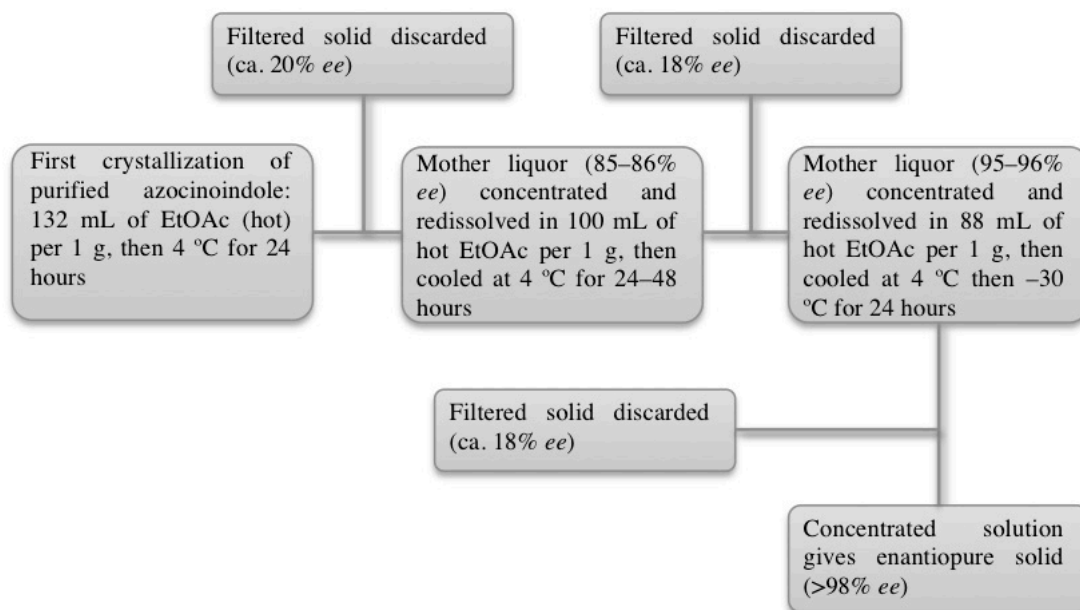 Filtered solid discarded
(ca. 20% ee)
Filtered solid discarded
(ca. 18% ee)
First crystallization of
purified azocinoindole:
132 mL of EtOAc (hot)
per 1 g, then 4 ºC for 24
hours
Mother liquor (85–86%
ee) concentrated and
redissolved in 100 mL of
hot EtOAc per 1 g, then
cooled at 4 ºC for 24–48
hours
Mother liquor (95–96%
ee) concentrated and
redissolved in 88 mL of
hot EtOAc per 1 g, then
cooled at 4 ºC then –30
ºC for 24 hours
Filtered solid discarded
(ca. 18% ee)
Concentrated solution
gives enantiopure solid
(>98% ee)